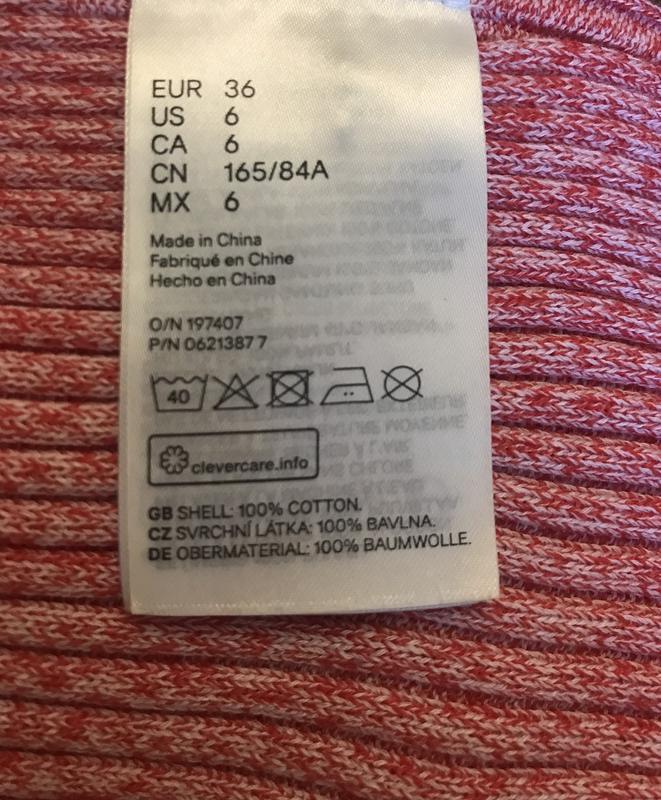 EUR 36
US 6
CA 6
CN 165/84A
MX 6
Made in China
Fabriqué en Chine
Hecho en China
O/N 197407
P/N 0621387 7
40
clevercare.info
GB SHELL: 100% COTTON.
CZ SVRCHNÍ LÁTKA: 100% BAVLNA.
DE OBERMATERIAL: 100% BAUMWOLLE.